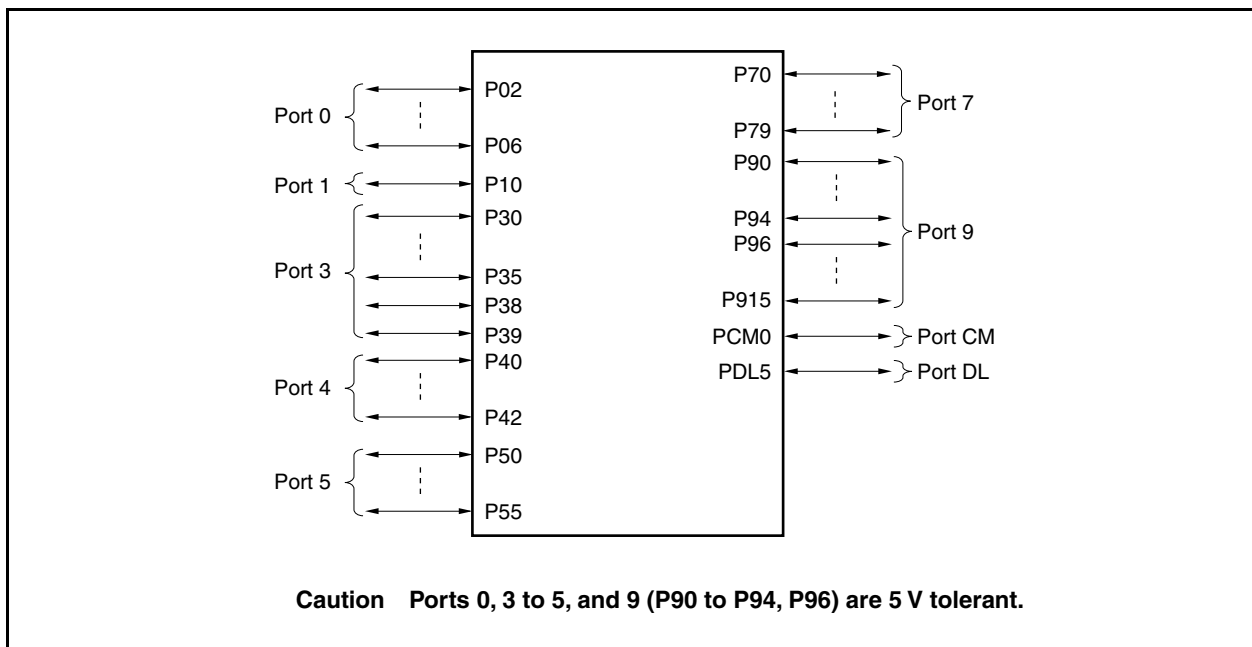 Port 0
P02
P06
Port 1
P10
Port 3
P30
P35
P38
P39
Port 4
P40
P42
Port 5
P50
P55
P70
P79
Port 7
P90
P94
P96
P915
Port 9
PCM0
Port CM
PDL5
Port DL
Caution Ports 0, 3 to 5, and 9 (P90 to P94, P96) are 5 V tolerant.